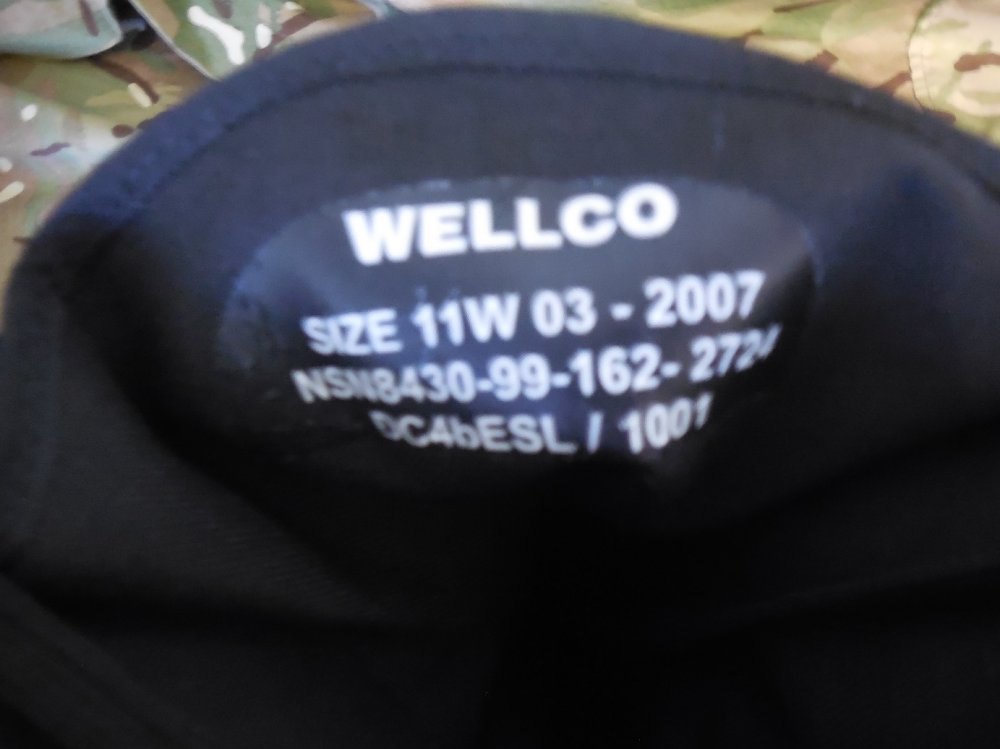 WELLCO
SIZE 11W 03 - 2007
NSN8430-99-162-2724
DC4bESL / 1001